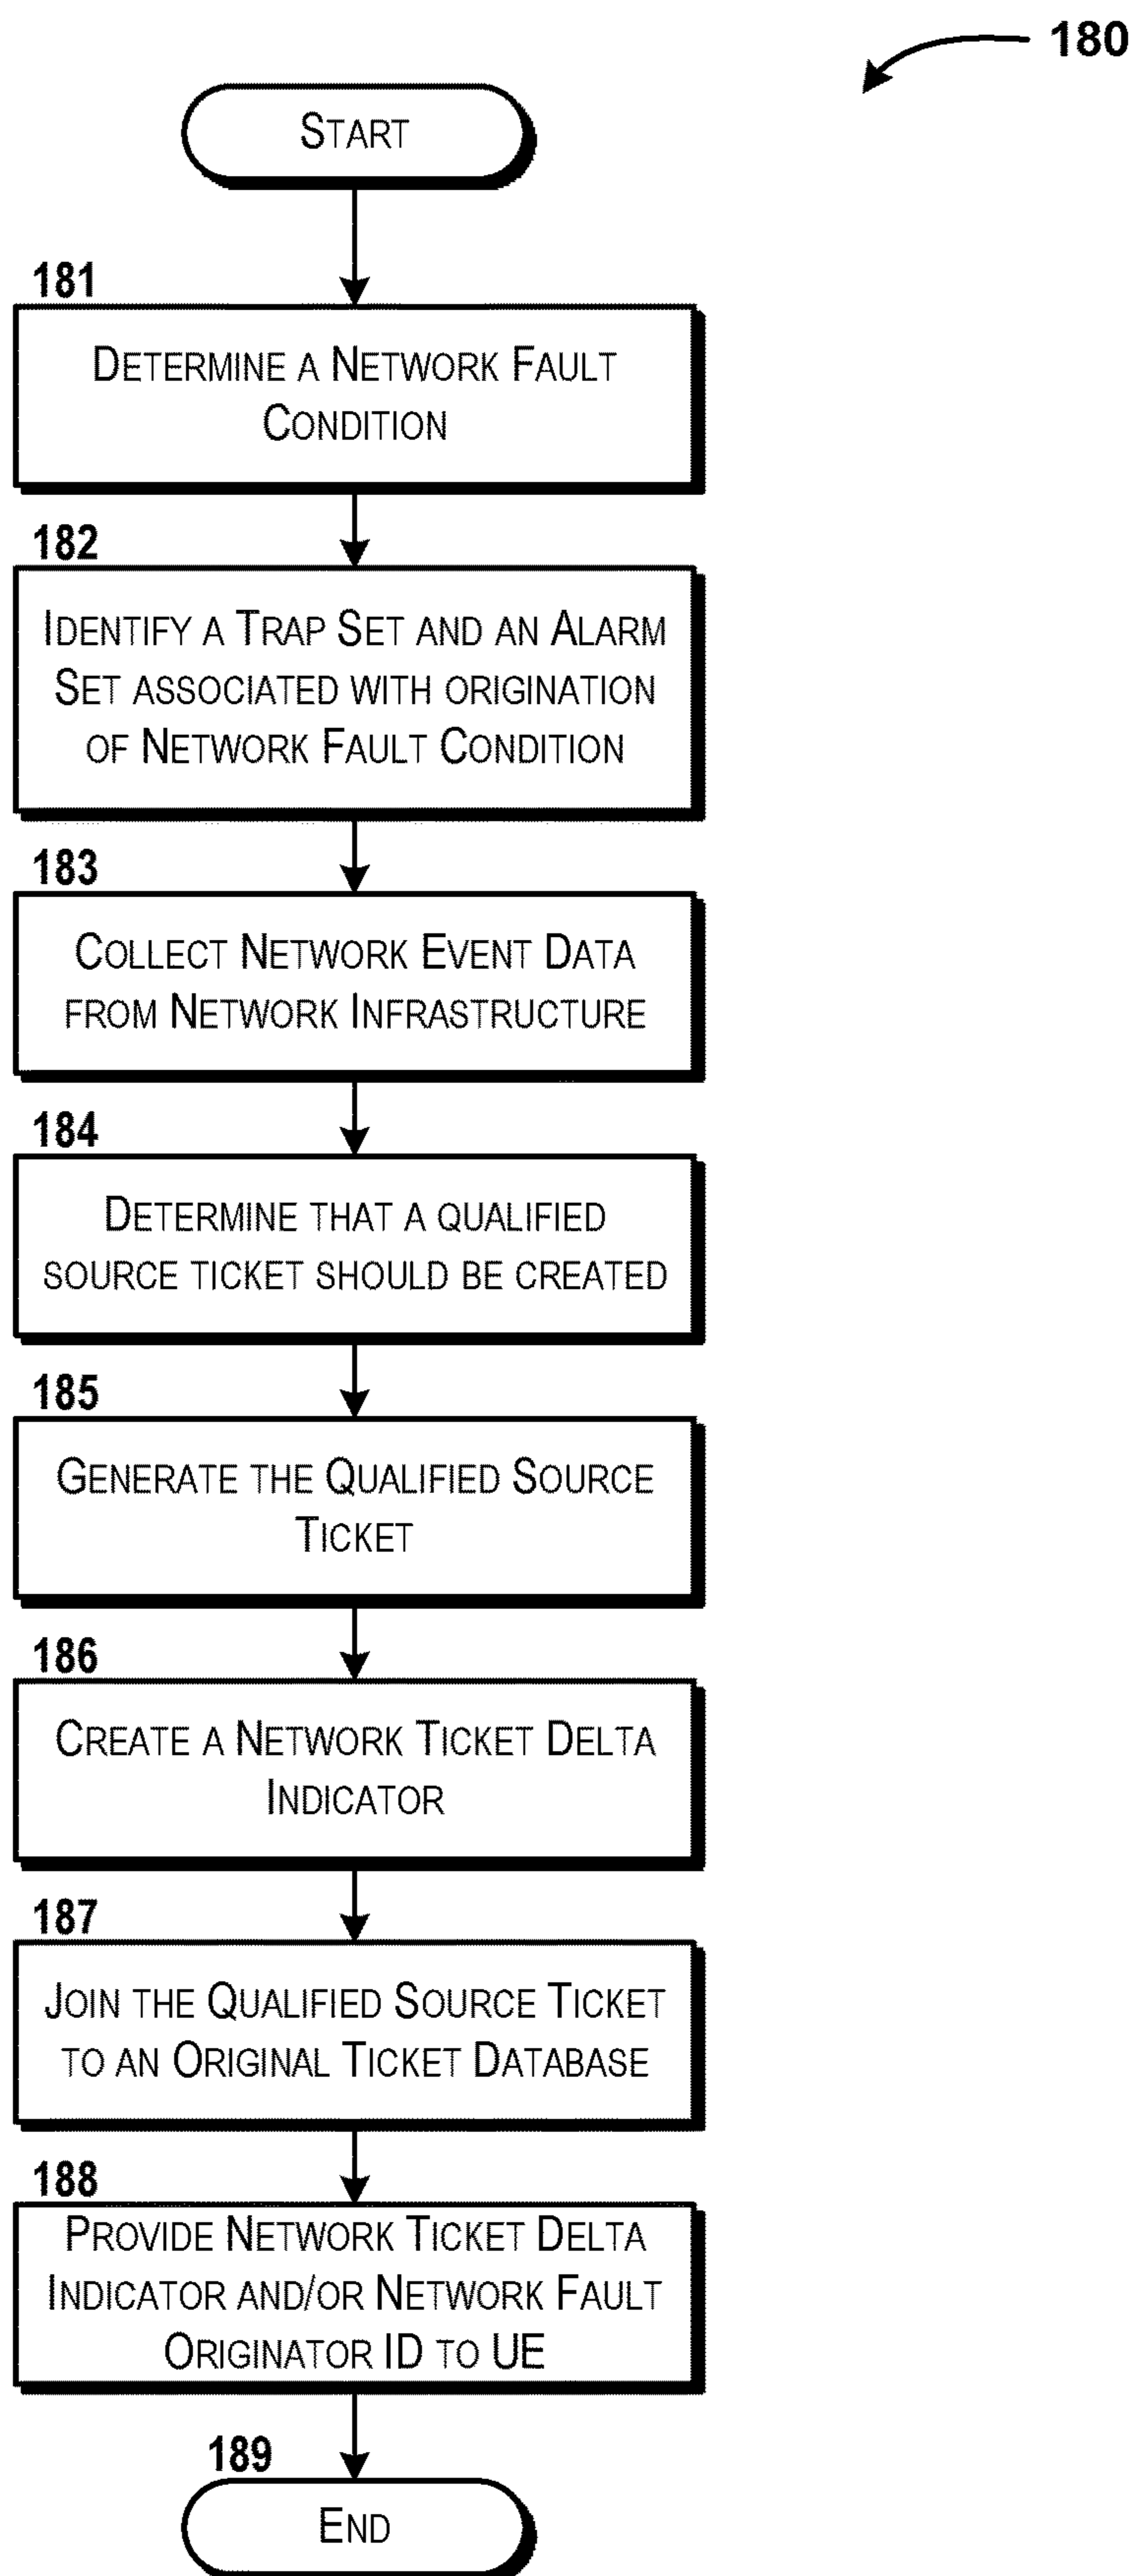 180
START
181
DETERMINE A NETWORK FAULT
CONDITION
182
IDENTIFY A TRAP SET AND AN ALARM
SET ASSOCIATED WITH ORIGINATION
OF NETWORK FAULT CONDITION
183
COLLECT NETWORK EVENT DATA
FROM NETWORK INFRASTRUCTURE
184
DETERMINE THAT A QUALIFIED
SOURCE TICKET SHOULD BE CREATED
185
GENERATE THE QUALIFIED SOURCE
TICKET
186
CREATE A NETWORK TICKET DELTA
INDICATOR
187
JOIN THE QUALIFIED SOURCE TICKET
TO AN ORIGINAL TICKET DATABASE
188
PROVIDE NETWORK TICKET DELTA
INDICATOR AND/OR NETWORK FAULT
ORIGINATOR ID TO UE
189
END